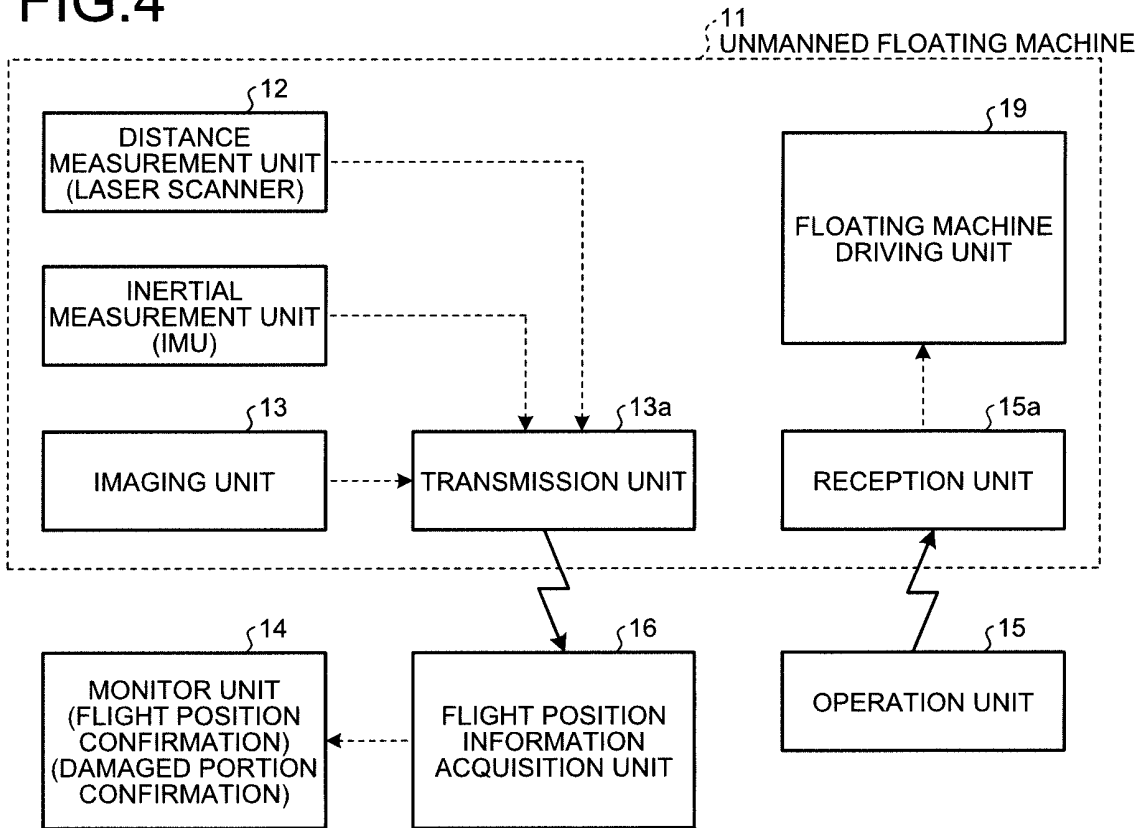 FIG.4
11
UNMANNED FLOATING MACHINE
12
DISTANCE
MEASUREMENT UNIT
(LASER SCANNER)
19
FLOATING MACHINE
DRIVING UNIT
INERTIAL
MEASUREMENT UNIT
(IMU)
13
IMAGING UNIT
13a
TRANSMISSION UNIT
15a
RECEPTION UNIT
14
MONITOR UNIT
(FLIGHT POSITION
CONFIRMATION)
(DAMAGED PORTION
CONFIRMATION)
16
FLIGHT POSITION
INFORMATION
ACQUISITION UNIT
15
OPERATION UNIT